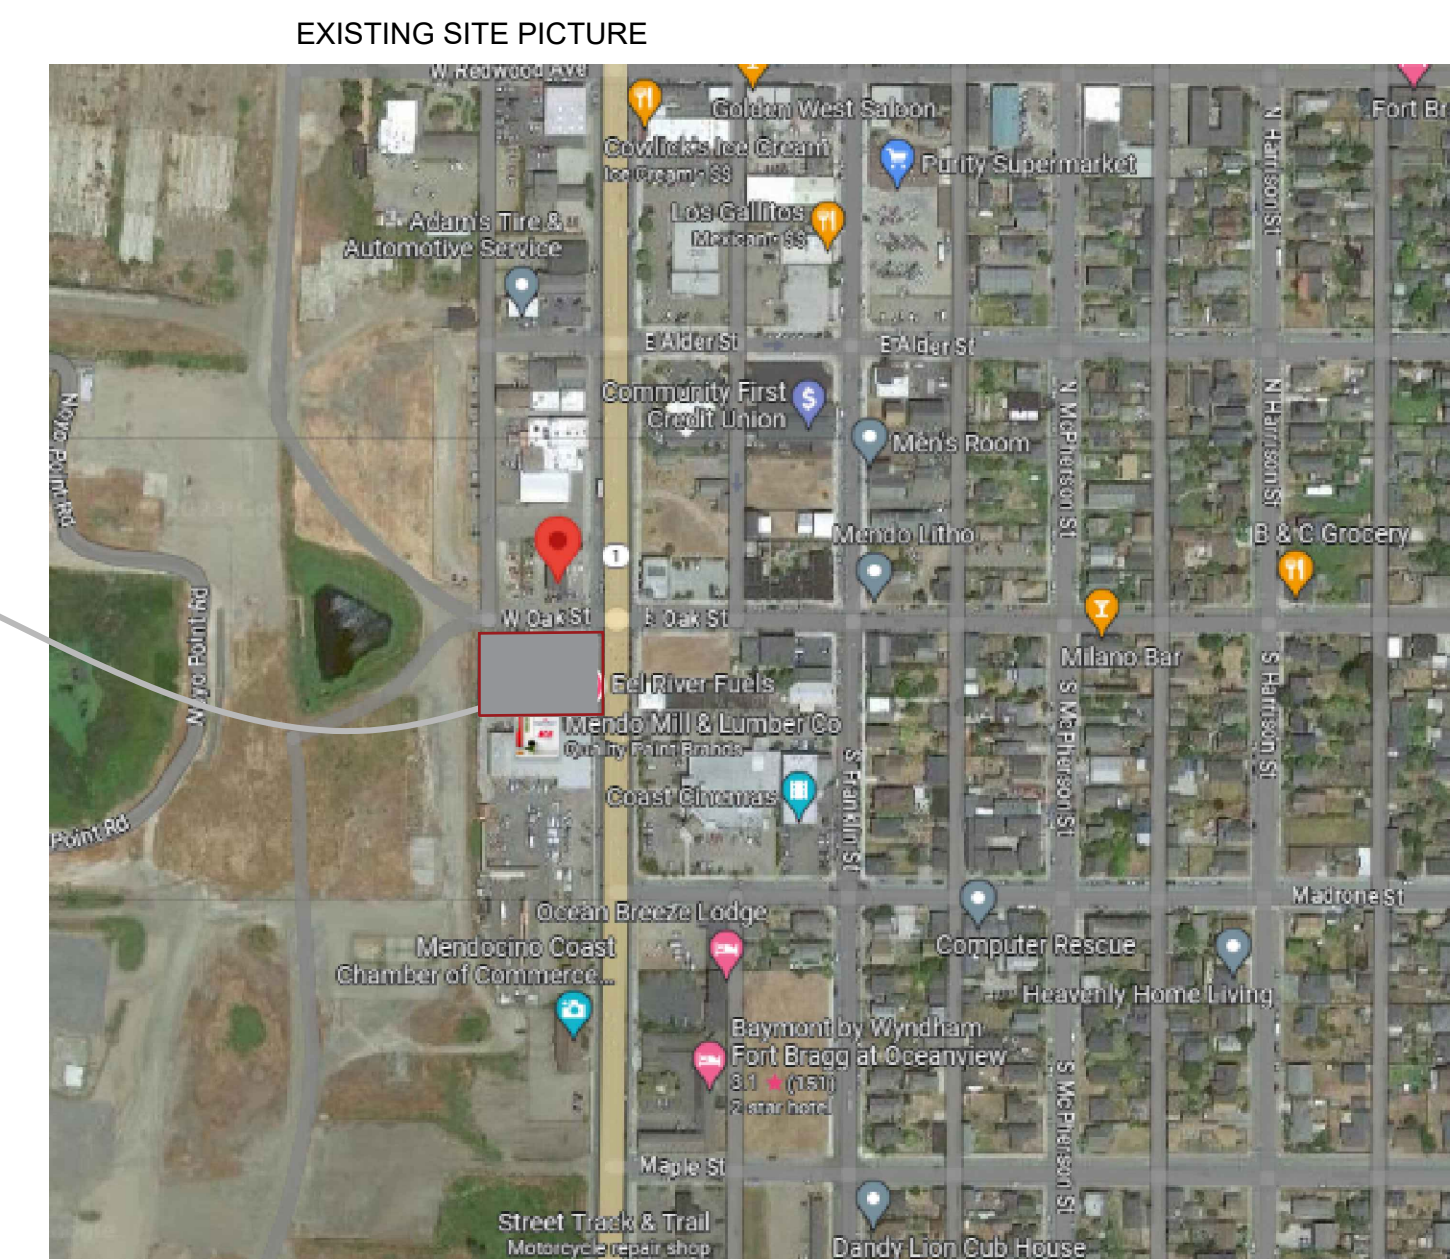 EXISTING SITE PICTURE
W Redwood Ave
Golden West Saloon
Fort Br
Cowlick's Ice Cream
Ice Cream • $$
Purity Supermarket
N Harrison St
Los Gallitos
Mexican • $$
Adam's Tire &
Automotive Service
E Alder St
E Alder St
Community First
Credit Union
Men's Room
N McPherson St
N Harrison St
Noyo Point Rd
Mendo Litho
B & C Grocery
1
W Oak St
E Oak St
Noyo Point Rd
Milano Bar
Eel River Fuels
Mendo Mill & Lumber Co
Quality Paint Brands
S McPherson St
S Harrison St
Coast Cinemas
S Franklin St
Point Rd
Madrone St
Ocean Breeze Lodge
Mendocino Coast
Chamber of Commerce...
Computer Rescue
Heavenly Home Living
Baymont by Wyndham
Fort Bragg at Oceanview
3.1 ★ (151)
2-star hotel
S McPherson St
Maple St
Street Track & Trail
Motorcycle repair shop
Dandy Lion Cub House